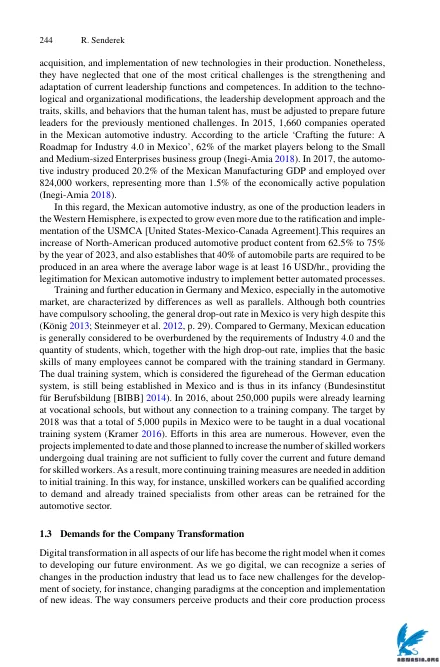 244 R. Senderek
acquisition, and implementation of new technologies in their production. Nonetheless,
they have neglected that one of the most critical challenges is the strengthening and
adaptation of current leadership functions and competences. In addition to the techno-
logical and organizational modifications, the leadership development approach and the
traits, skills, and behaviors that the human talent has, must be adjusted to prepare future
leaders for the previously mentioned challenges. In 2015, 1,660 companies operated
in the Mexican automotive industry. According to the article ‘Crafting the future: A
Roadmap for Industry 4.0 in Mexico’, 62% of the market players belong to the Small
and Medium-sized Enterprises business group (Inegi-Amia 2018). In 2017, the automo-
tive industry produced 20.2% of the Mexican Manufacturing GDP and employed over
824,000 workers, representing more than 1.5% of the economically active population
(Inegi-Amia 2018).
In this regard, the Mexican automotive industry, as one of the production leaders in
the Western Hemisphere, is expected to grow even more due to the ratification and imple-
mentation of the USMCA [United States-Mexico-Canada Agreement].This requires an
increase of North-American produced automotive product content from 62.5% to 75%
by the year of 2023, and also establishes that 40% of automobile parts are required to be
produced in an area where the average labor wage is at least 16 USD/hr., providing the
legitimation for Mexican automotive industry to implement better automated processes.
Training and further education in Germany and Mexico, especially in the automotive
market, are characterized by differences as well as parallels. Although both countries
have compulsory schooling, the general drop-out rate in Mexico is very high despite this
(König 2013; Steinmeyer et al. 2012, p. 29). Compared to Germany, Mexican education
is generally considered to be overburdened by the requirements of Industry 4.0 and the
quantity of students, which, together with the high drop-out rate, implies that the basic
skills of many employees cannot be compared with the training standard in Germany.
The dual training system, which is considered the figurehead of the German education
system, is still being established in Mexico and is thus in its infancy (Bundesinstitut
für Berufsbildung [BIBB] 2014). In 2016, about 250,000 pupils were already learning
at vocational schools, but without any connection to a training company. The target by
2018 was that a total of 5,000 pupils in Mexico were to be taught in a dual vocational
training system (Kramer 2016). Efforts in this area are numerous. However, even the
projects implemented to date and those planned to increase the number of skilled workers
undergoing dual training are not sufficient to fully cover the current and future demand
for skilled workers. As a result, more continuing training measures are needed in addition
to initial training. In this way, for instance, unskilled workers can be qualified according
to demand and already trained specialists from other areas can be retrained for the
automotive sector.
1.3 Demands for the Company Transformation
Digital transformation in all aspects of our life has become the right model when it comes
to developing our future environment. As we go digital, we can recognize a series of
changes in the production industry that lead us to face new challenges for the develop-
ment of society, for instance, changing paradigms at the conception and implementation
of new ideas. The way consumers perceive products and their core production process